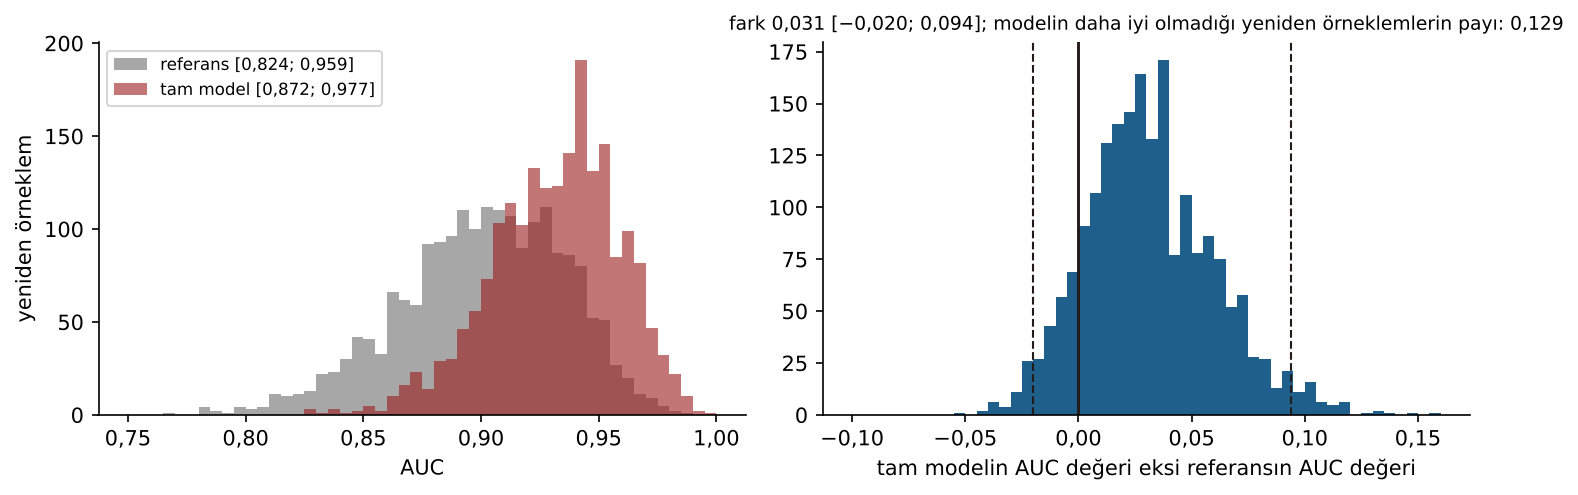 200
150
100
50
0
yeniden örneklem
referans [0,824; 0,959]
tam model [0,872; 0,977]
0,75 0,80 0,85 0,90 0,95 1,00
AUC
fark 0,031 [−0,020; 0,094]; modelin daha iyi olmadığı yeniden örneklemlerin payı: 0,129
175
150
125
100
75
50
25
0
−0,10 −0,05 0,00 0,05 0,10 0,15
tam modelin AUC değeri eksi referansın AUC değeri